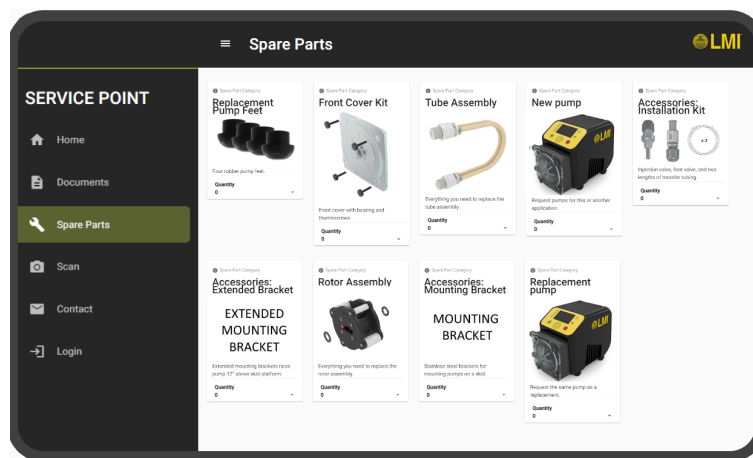 Spare Parts
LMI
SERVICE POINT
Home
Documents
Spare Parts
Scan
Contact
Login
Spare Part Category
Replacement
Pump Feet
Four rubber pump feet.
Quantity
0
Spare Part Category
Front Cover Kit
Front cover with bearing and
thumbscrews
Quantity
0
Spare Part Category
Tube Assembly
Everything you need to replace the
tube assembly.
Quantity
0
Spare Part Category
New pump
LMI
Request pumps for this or another
application.
Quantity
0
Spare Part Category
Accessories:
Installation Kit
x 2
Injection valve, foot valve, and two
lengths of transfer tubing.
Quantity
0
Spare Part Category
Accessories:
Extended Bracket
EXTENDED
MOUNTING
BRACKET
Extended mounting brackets raise
pump 12" above skid platform.
Quantity
0
Spare Part Category
Rotor Assembly
Everything you need to replace the
rotor assembly.
Quantity
0
Spare Part Category
Accessories:
Mounting Bracket
MOUNTING
BRACKET
Stainless steel brackets for
mounting pumps on a skid.
Quantity
0
Spare Part Category
Replacement
pump
LMI
Request the same pump as a
replacement.
Quantity
0